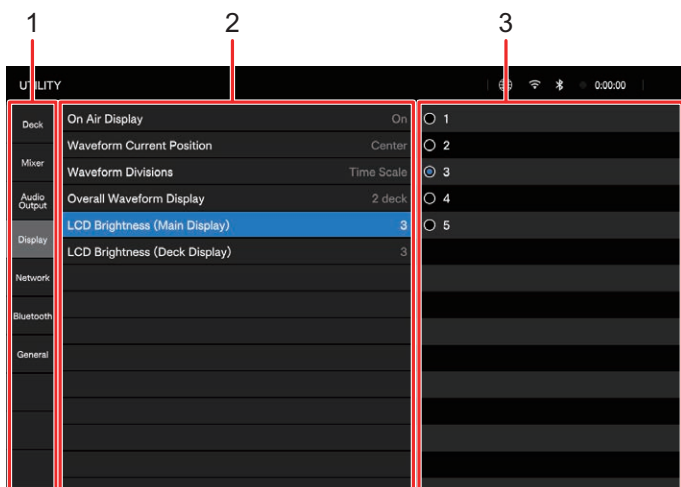 1 2 3
UTILITY 0:00:00
Deck
Mixer
Audio
Output
Display
Network
Bluetooth
General
On Air Display On
Waveform Current Position Center
Waveform Divisions Time Scale
Overall Waveform Display 2 deck
LCD Brightness (Main Display) 3
LCD Brightness (Deck Display) 3
1
2
3
4
5